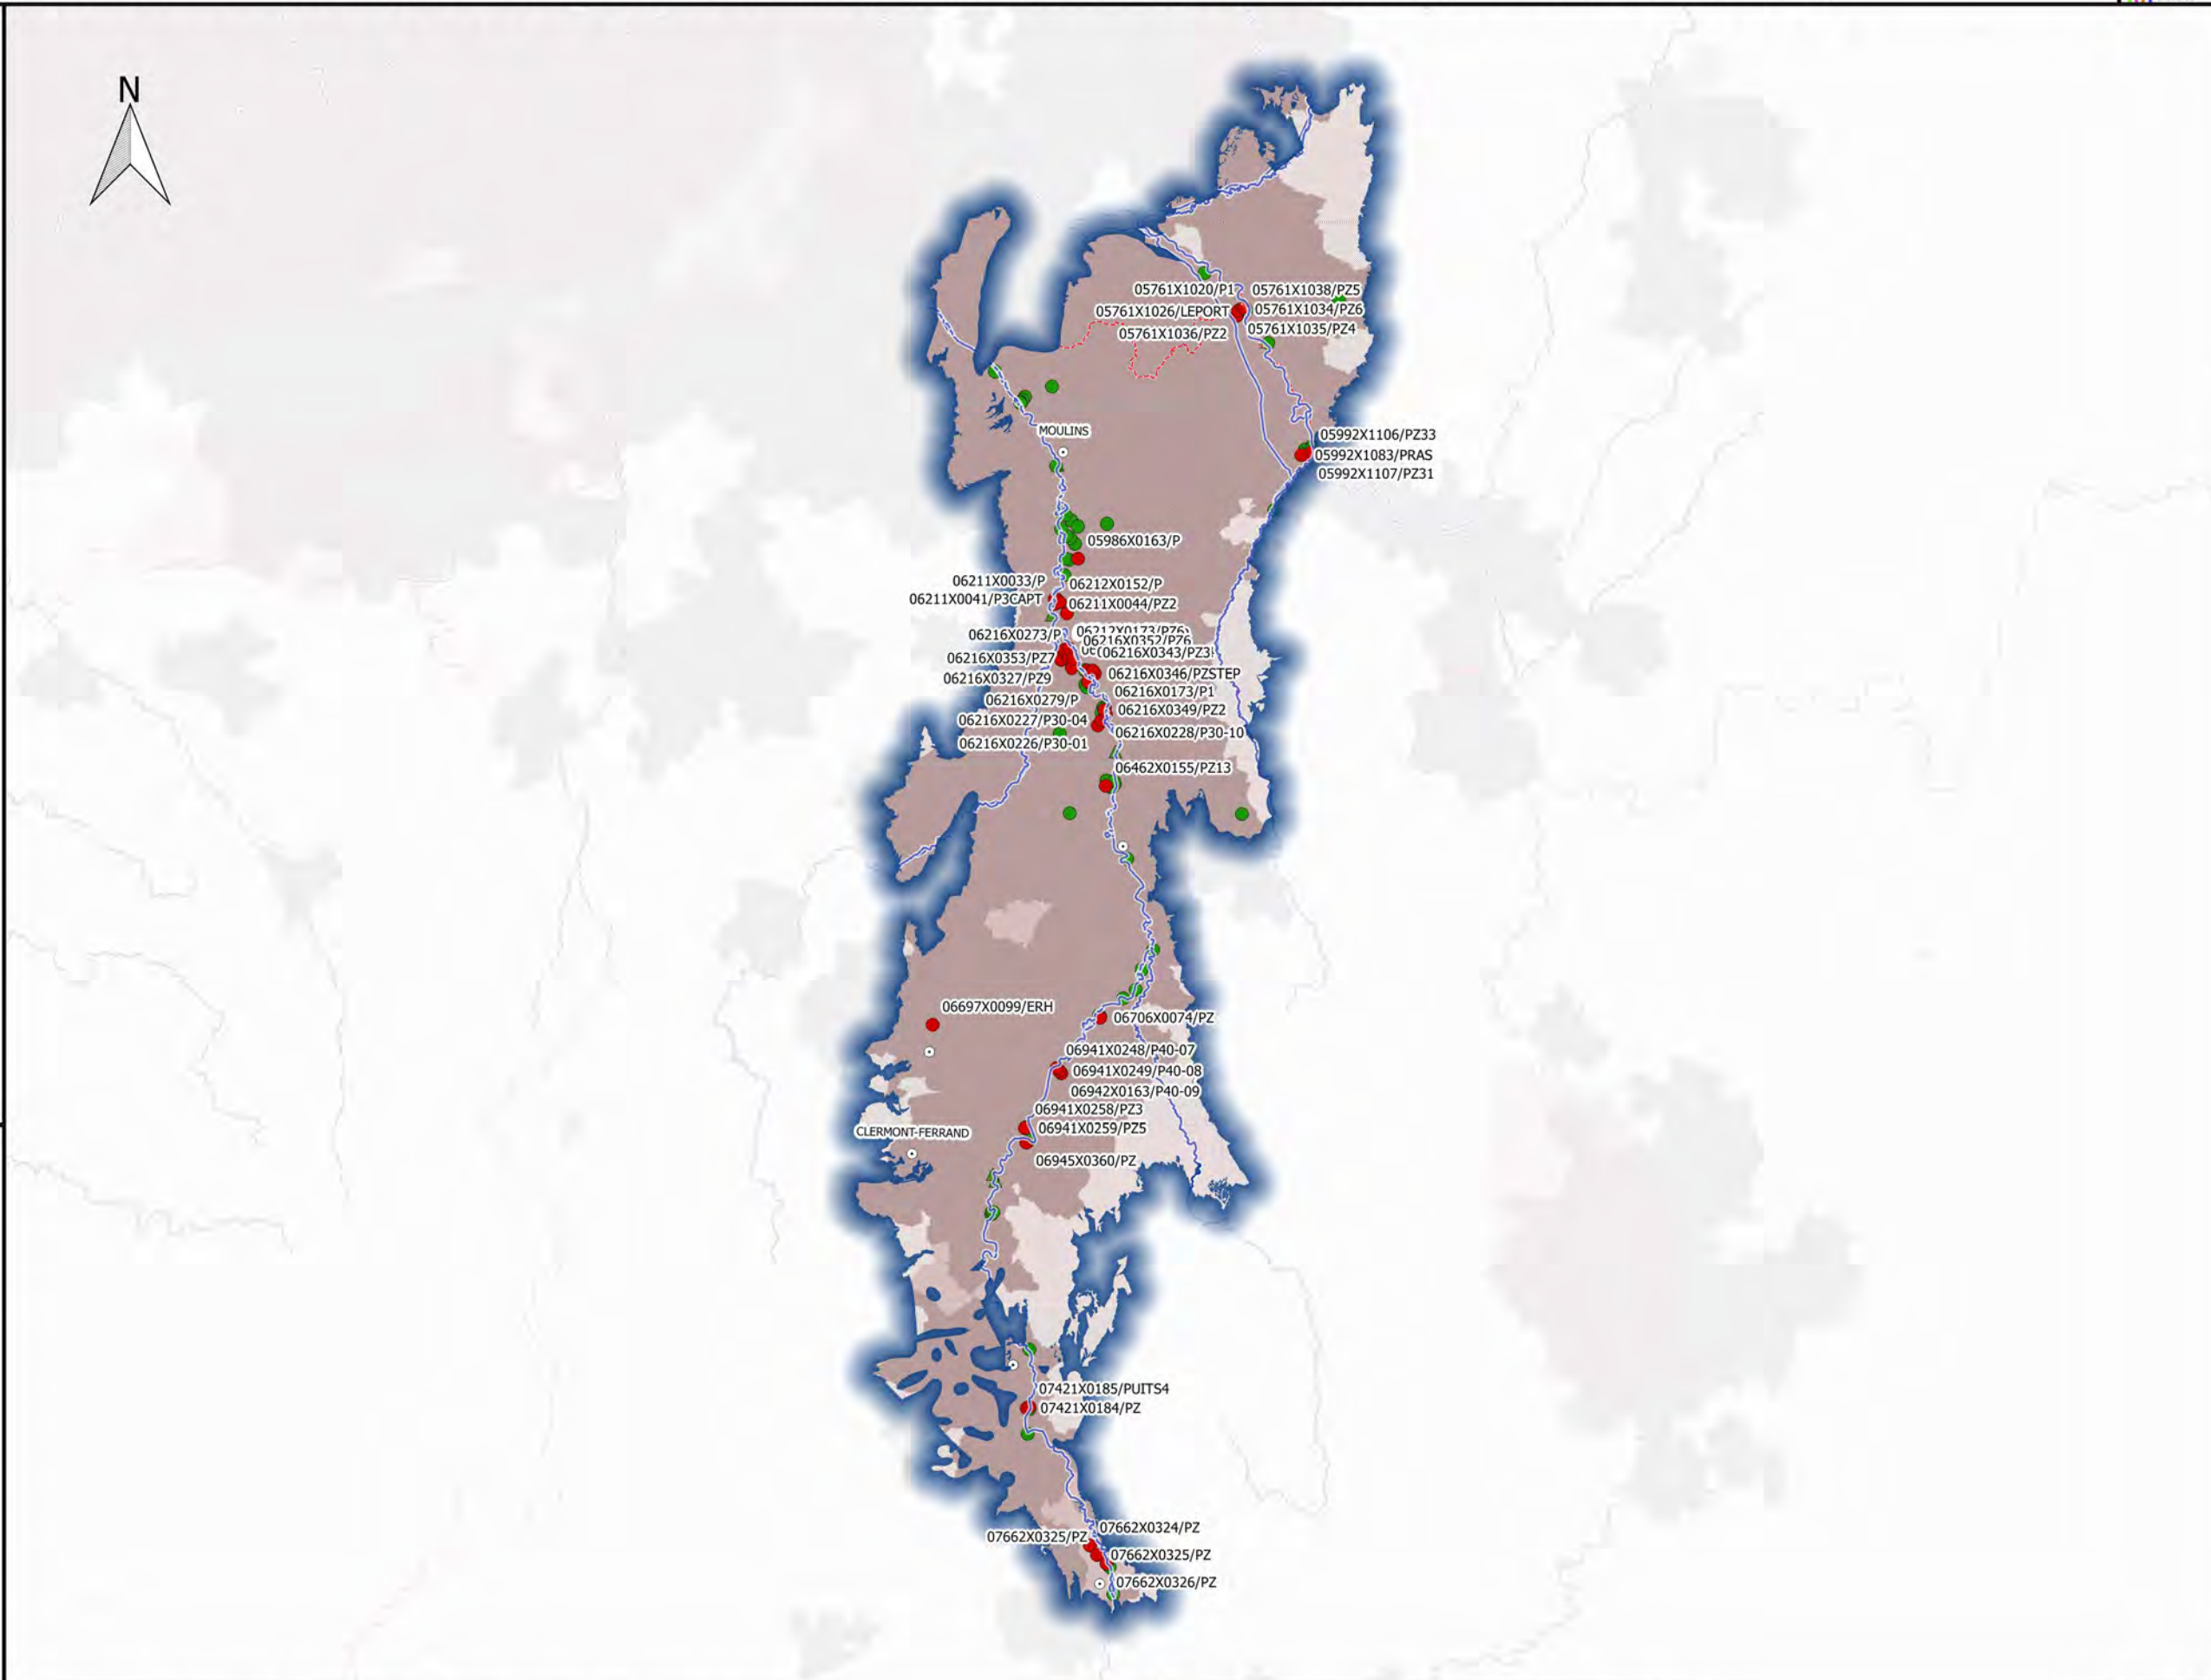 N
05761X1020/P1
05761X1038/PZ5
05761X1026/LEPORT
05761X1034/PZ6
05761X1036/PZ2
05761X1035/PZ4
MOULINS
05992X1106/PZ33
05992X1083/PRAS
05992X1107/PZ31
05986X0163/P
06211X0033/P
06212X0152/P
06211X0041/P3CAPT
06211X0044/PZ2
06216X0273/P
06212X0173/PZ6
06216X0352/PZ6
06216X0343/PZ3
06216X0353/PZ7
06216X0346/PZSTEP
06216X0327/PZ9
06216X0173/P1
06216X0279/P
06216X0349/PZ2
06216X0227/P30-04
06216X0228/P30-10
06216X0226/P30-01
06462X0155/PZ13
06697X0099/ERH
06706X0074/PZ
06941X0248/P40-07
06941X0249/P40-08
06942X0163/P40-09
06941X0258/PZ3
06941X0259/PZ5
CLERMONT-FERRAND
06945X0360/PZ
07421X0185/PUITS4
07421X0184/PZ
07662X0324/PZ
07662X0325/PZ
07662X0325/PZ
07662X0326/PZ